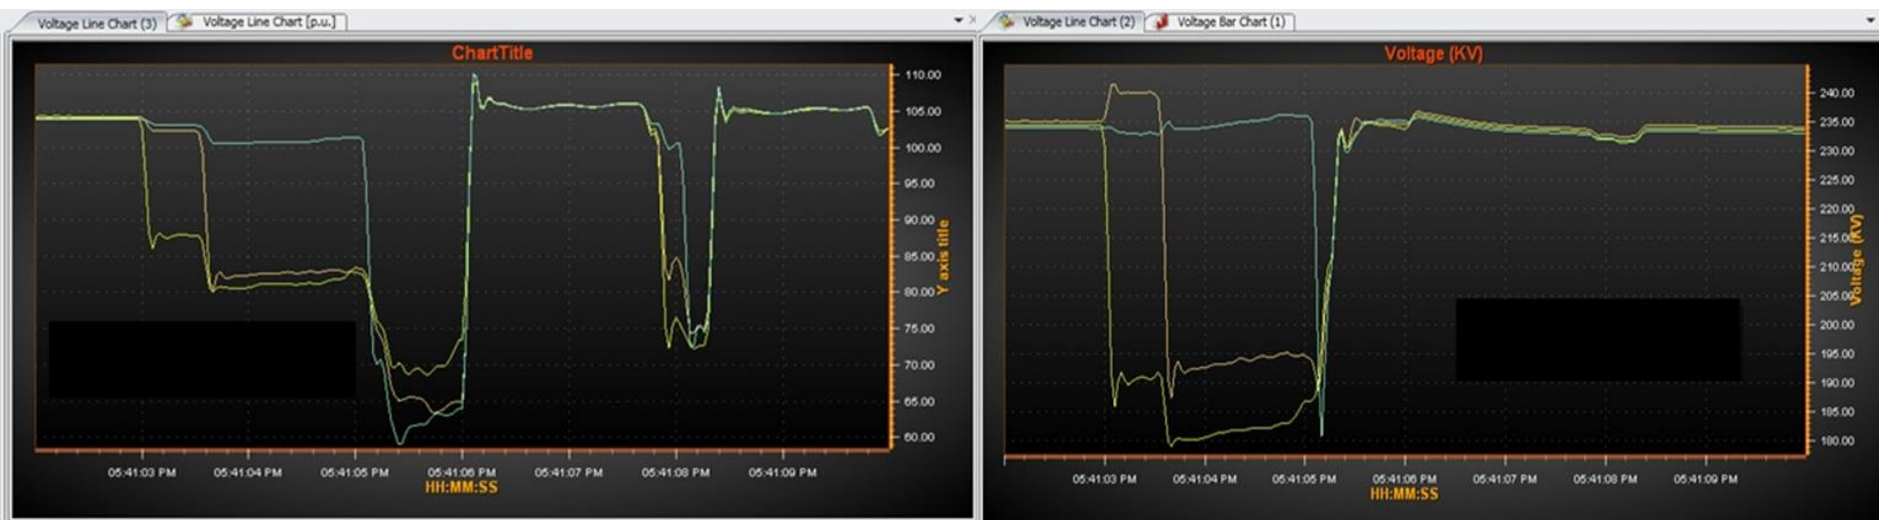 Voltage Line Chart (3)
Voltage Line Chart [p.u.]
ChartTitle
110.00
105.00
100.00
95.00
90.00
85.00
80.00
75.00
70.00
65.00
60.00
Y axis title
05:41:03 PM
05:41:04 PM
05:41:05 PM
05:41:06 PM
05:41:07 PM
05:41:08 PM
05:41:09 PM
HH:MM:SS
Voltage Line Chart (2)
Voltage Bar Chart (1)
Voltage (KV)
240.00
235.00
230.00
225.00
220.00
215.00
210.00
205.00
200.00
195.00
190.00
185.00
180.00
Voltage (KV)
05:41:03 PM
05:41:04 PM
05:41:05 PM
05:41:06 PM
05:41:07 PM
05:41:08 PM
05:41:09 PM
HH:MM:SS